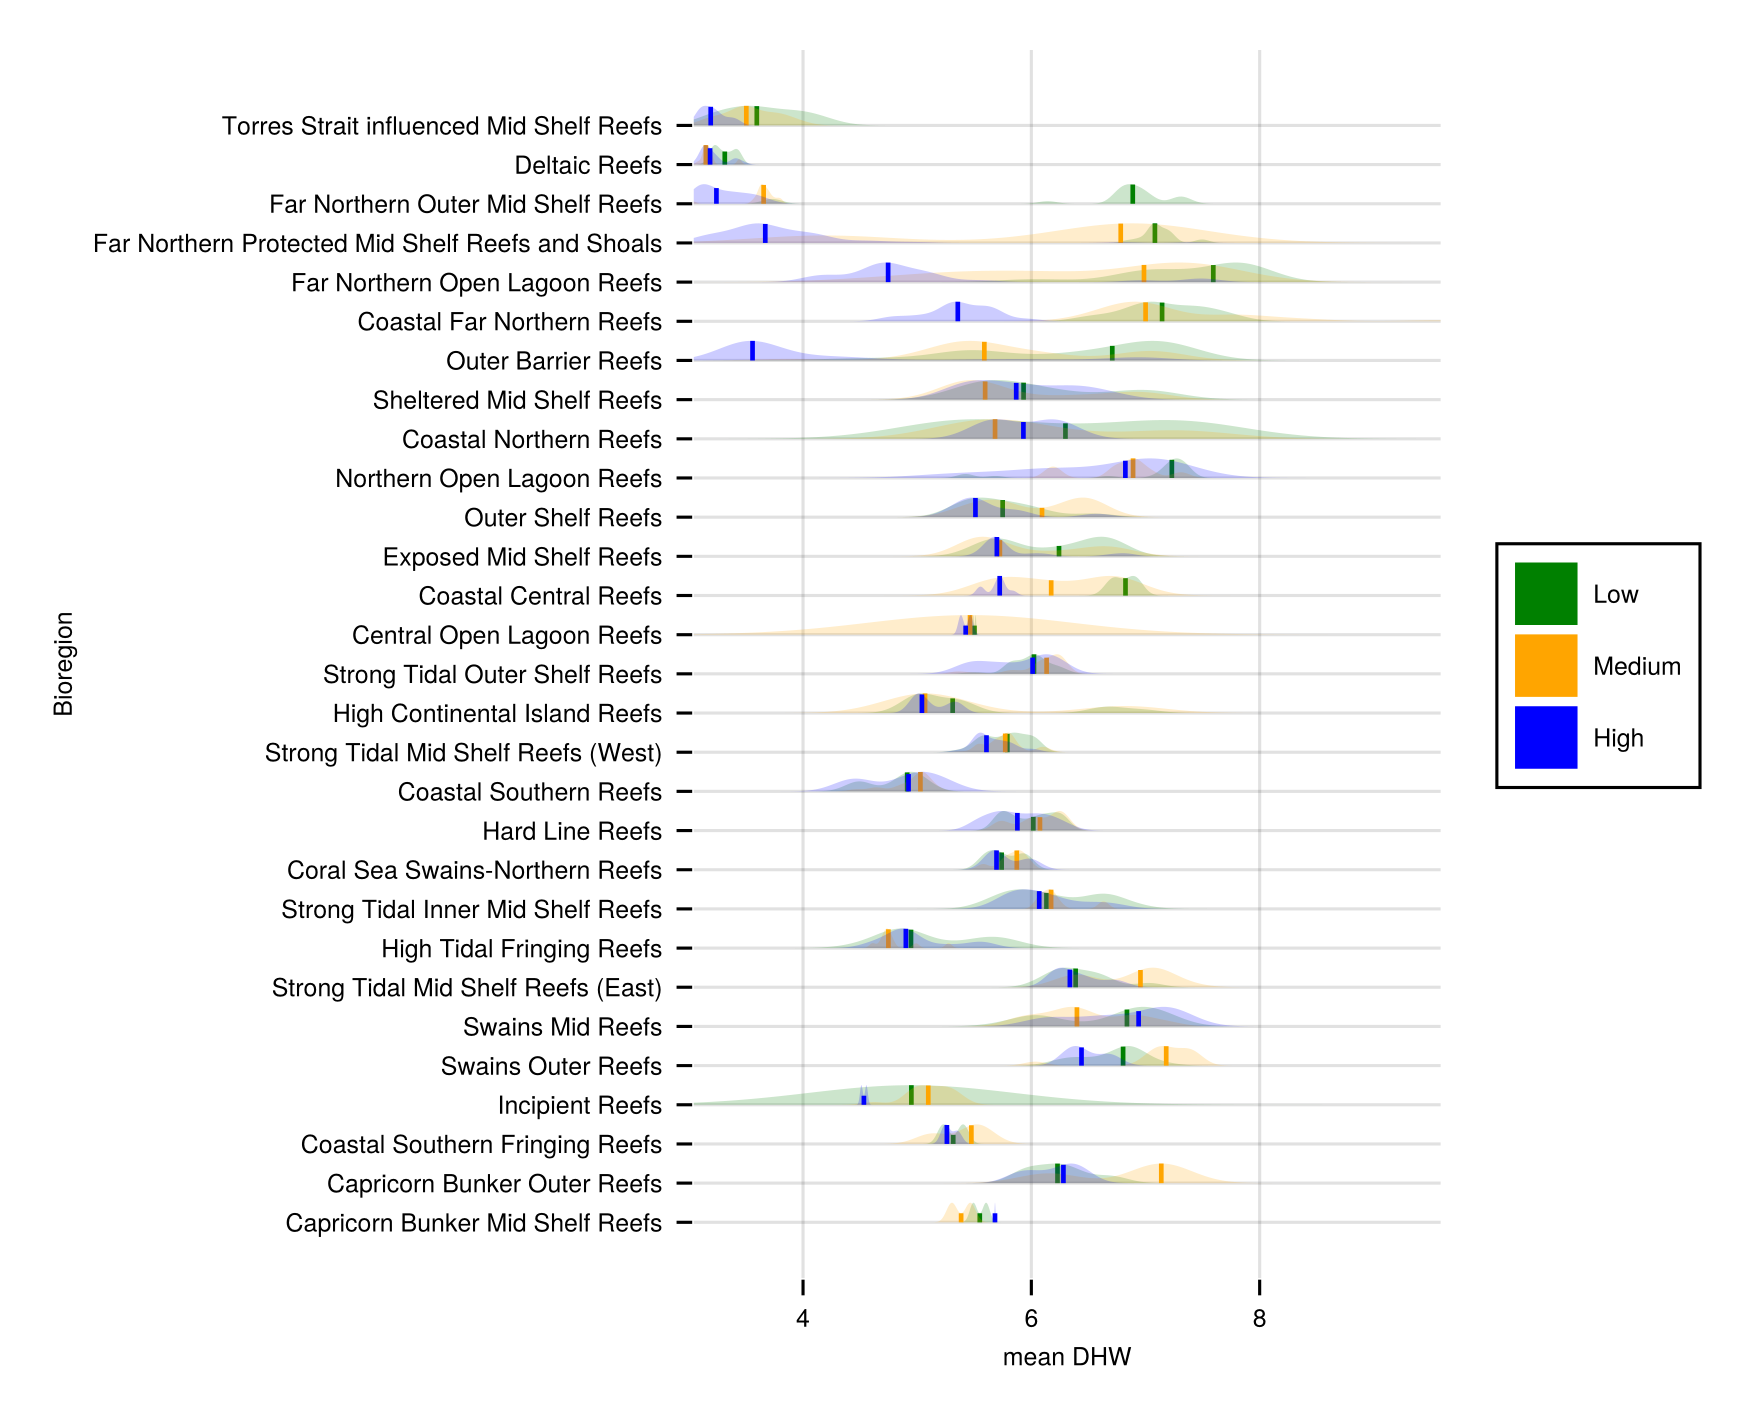 Torres Strait influenced Mid Shelf Reefs
Deltaic Reefs
Far Northern Outer Mid Shelf Reefs
Far Northern Protected Mid Shelf Reefs and Shoals
Far Northern Open Lagoon Reefs
Coastal Far Northern Reefs
Outer Barrier Reefs
Sheltered Mid Shelf Reefs
Coastal Northern Reefs
Northern Open Lagoon Reefs
Outer Shelf Reefs
Exposed Mid Shelf Reefs
Coastal Central Reefs
Central Open Lagoon Reefs
Strong Tidal Outer Shelf Reefs
High Continental Island Reefs
Strong Tidal Mid Shelf Reefs (West)
Coastal Southern Reefs
Hard Line Reefs
Coral Sea Swains-Northern Reefs
Strong Tidal Inner Mid Shelf Reefs
High Tidal Fringing Reefs
Strong Tidal Mid Shelf Reefs (East)
Swains Mid Reefs
Swains Outer Reefs
Incipient Reefs
Coastal Southern Fringing Reefs
Capricorn Bunker Outer Reefs
Capricorn Bunker Mid Shelf Reefs
Bioregion
4 6 8
mean DHW
Low
Medium
High